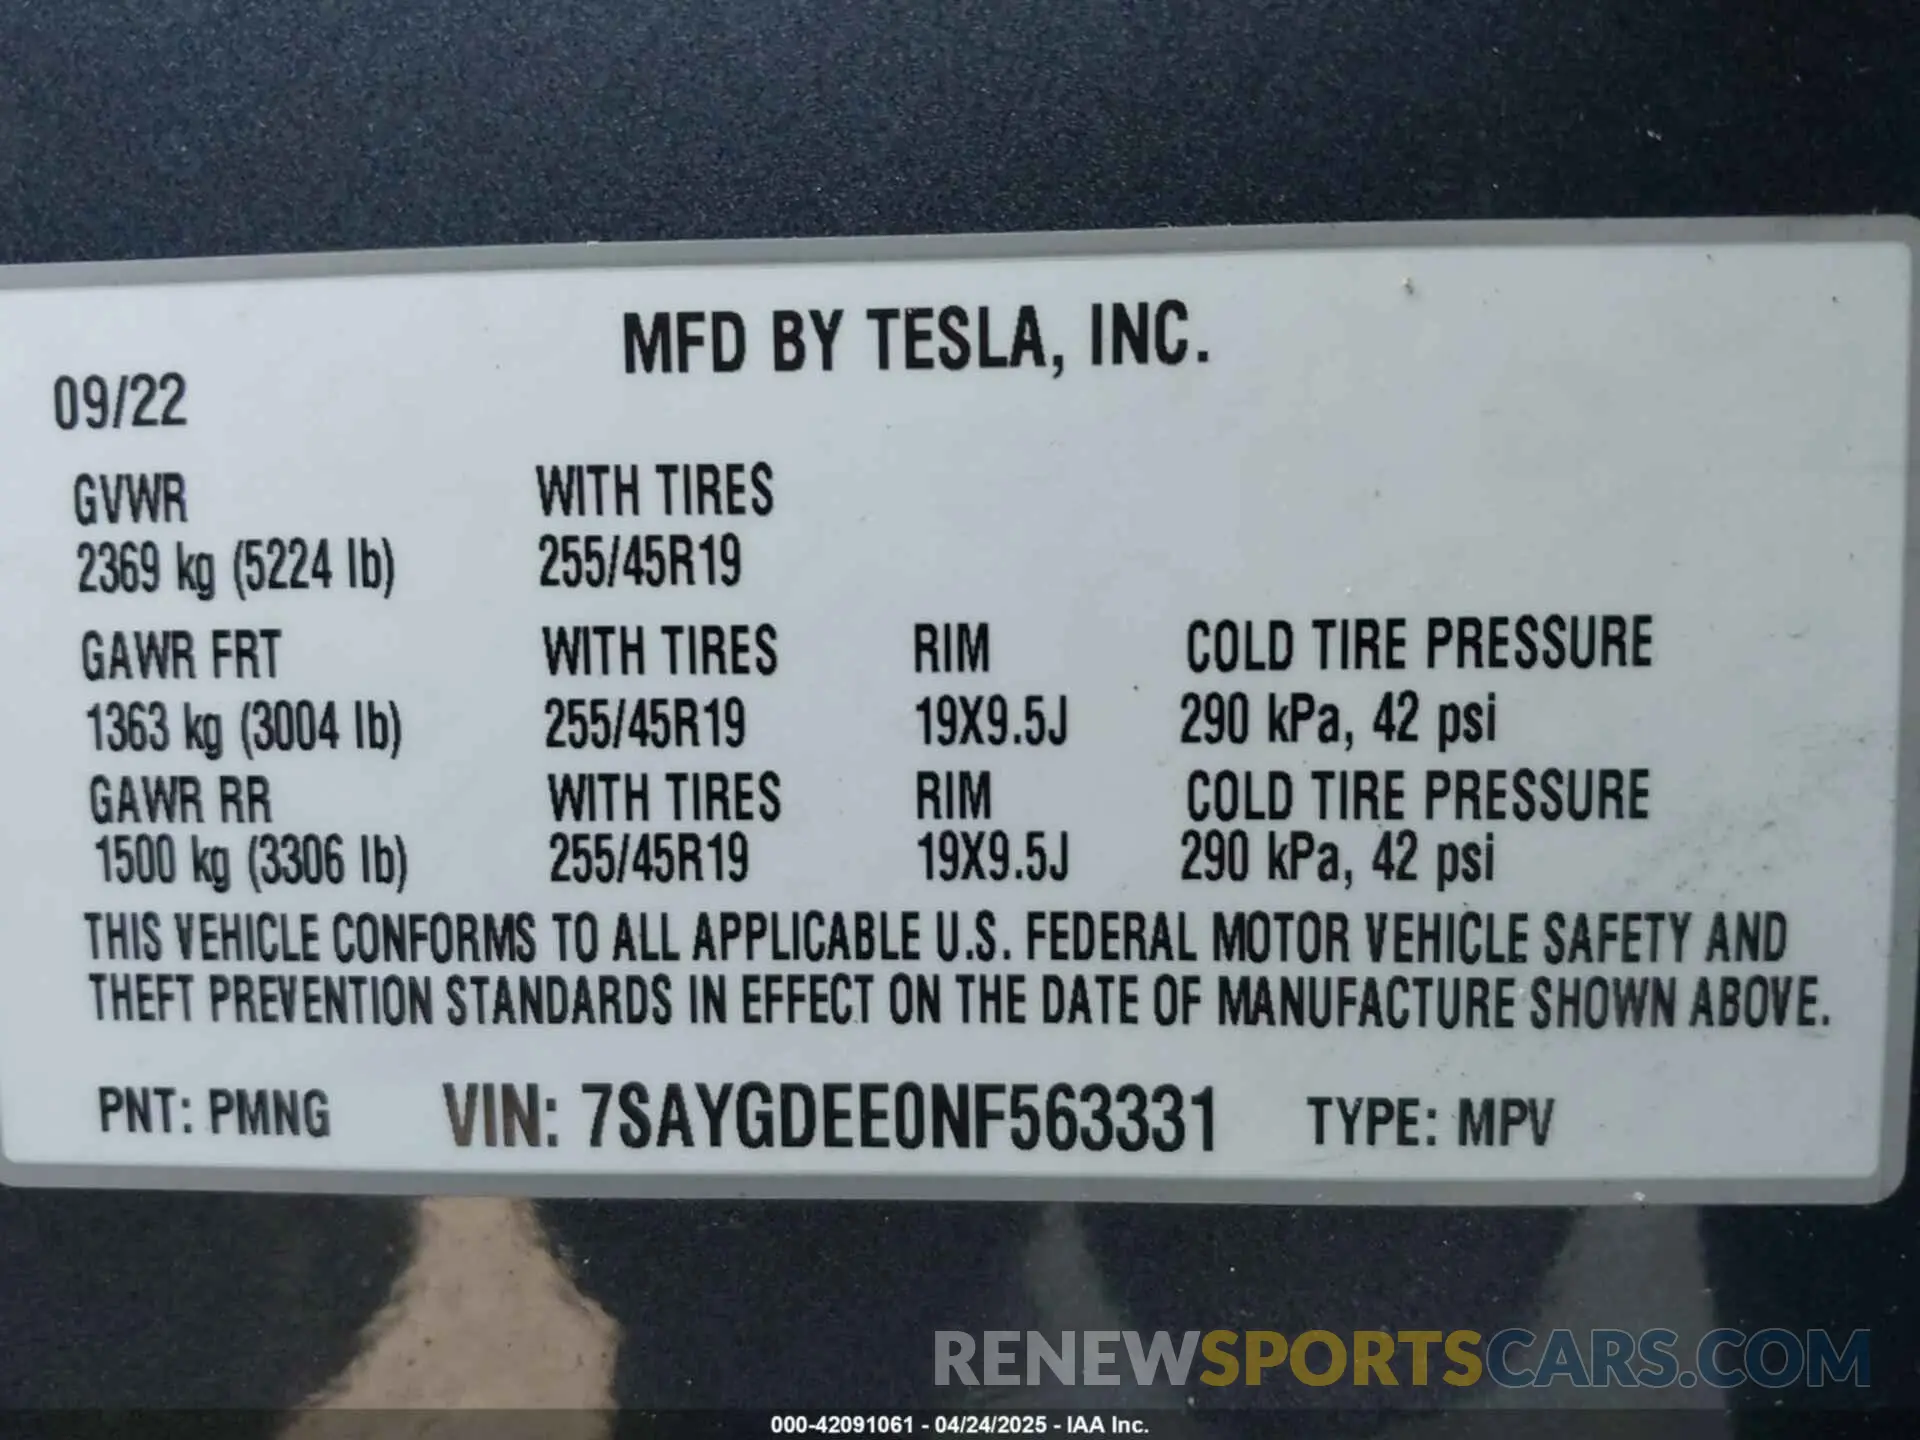 MFD BY TESLA, INC.
09/22
GVWR WITH TIRES
2369 kg (5224 lb) 255/45R19
GAWR FRT WITH TIRES RIM COLD TIRE PRESSURE
1363 kg (3004 lb) 255/45R19 19X9.5J 290 kPa, 42 psi
GAWR RR WITH TIRES RIM COLD TIRE PRESSURE
1500 kg (3306 lb) 255/45R19 19X9.5J 290 kPa, 42 psi
THIS VEHICLE CONFORMS TO ALL APPLICABLE U.S. FEDERAL MOTOR VEHICLE SAFETY AND
THEFT PREVENTION STANDARDS IN EFFECT ON THE DATE OF MANUFACTURE SHOWN ABOVE.
PNT: PMNG VIN: 7SAYGDEE0NF563331 TYPE: MPV
RENEWSPORTSCARS.COM
000-42091061 - 04/24/2025 - IAA Inc.